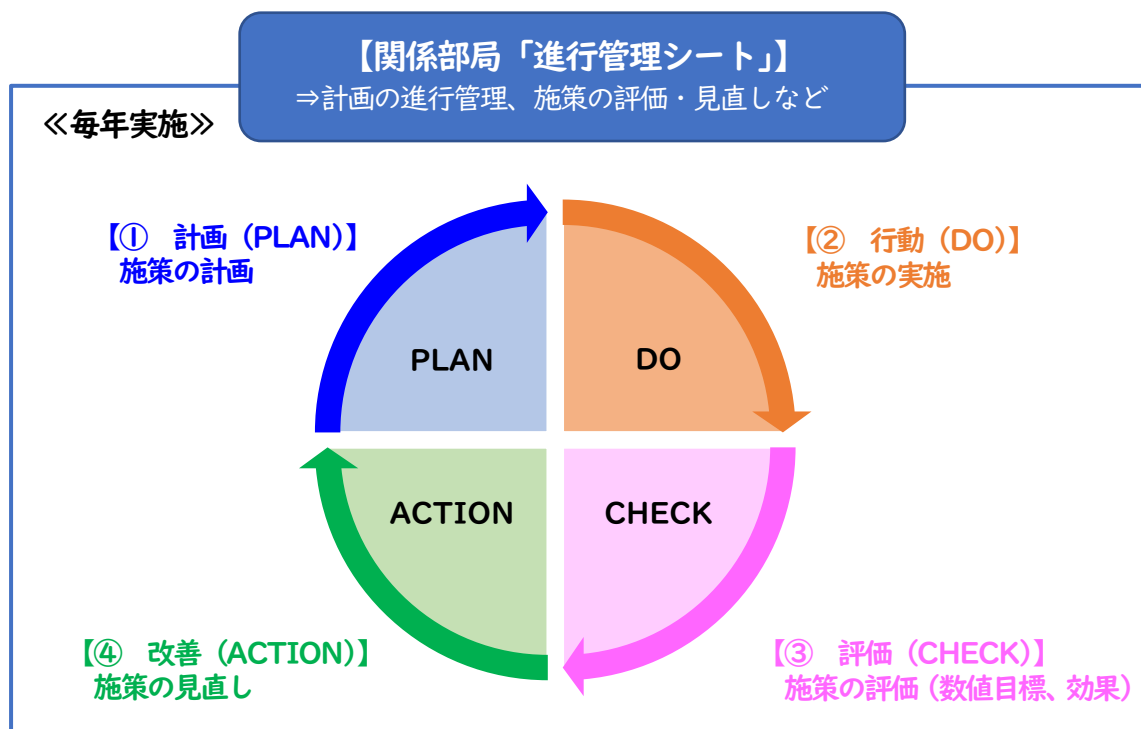 【関係部局「進行管理シート」】
⇒計画の進行管理、施策の評価・見直しなど
≪毎年実施≫
【① 計画（PLAN）】
施策の計画
【② 行動（DO）】
施策の実施
PLAN
DO
ACTION
CHECK
【④ 改善（ACTION）】
施策の見直し
【③ 評価（CHECK）】
施策の評価（数値目標、効果）